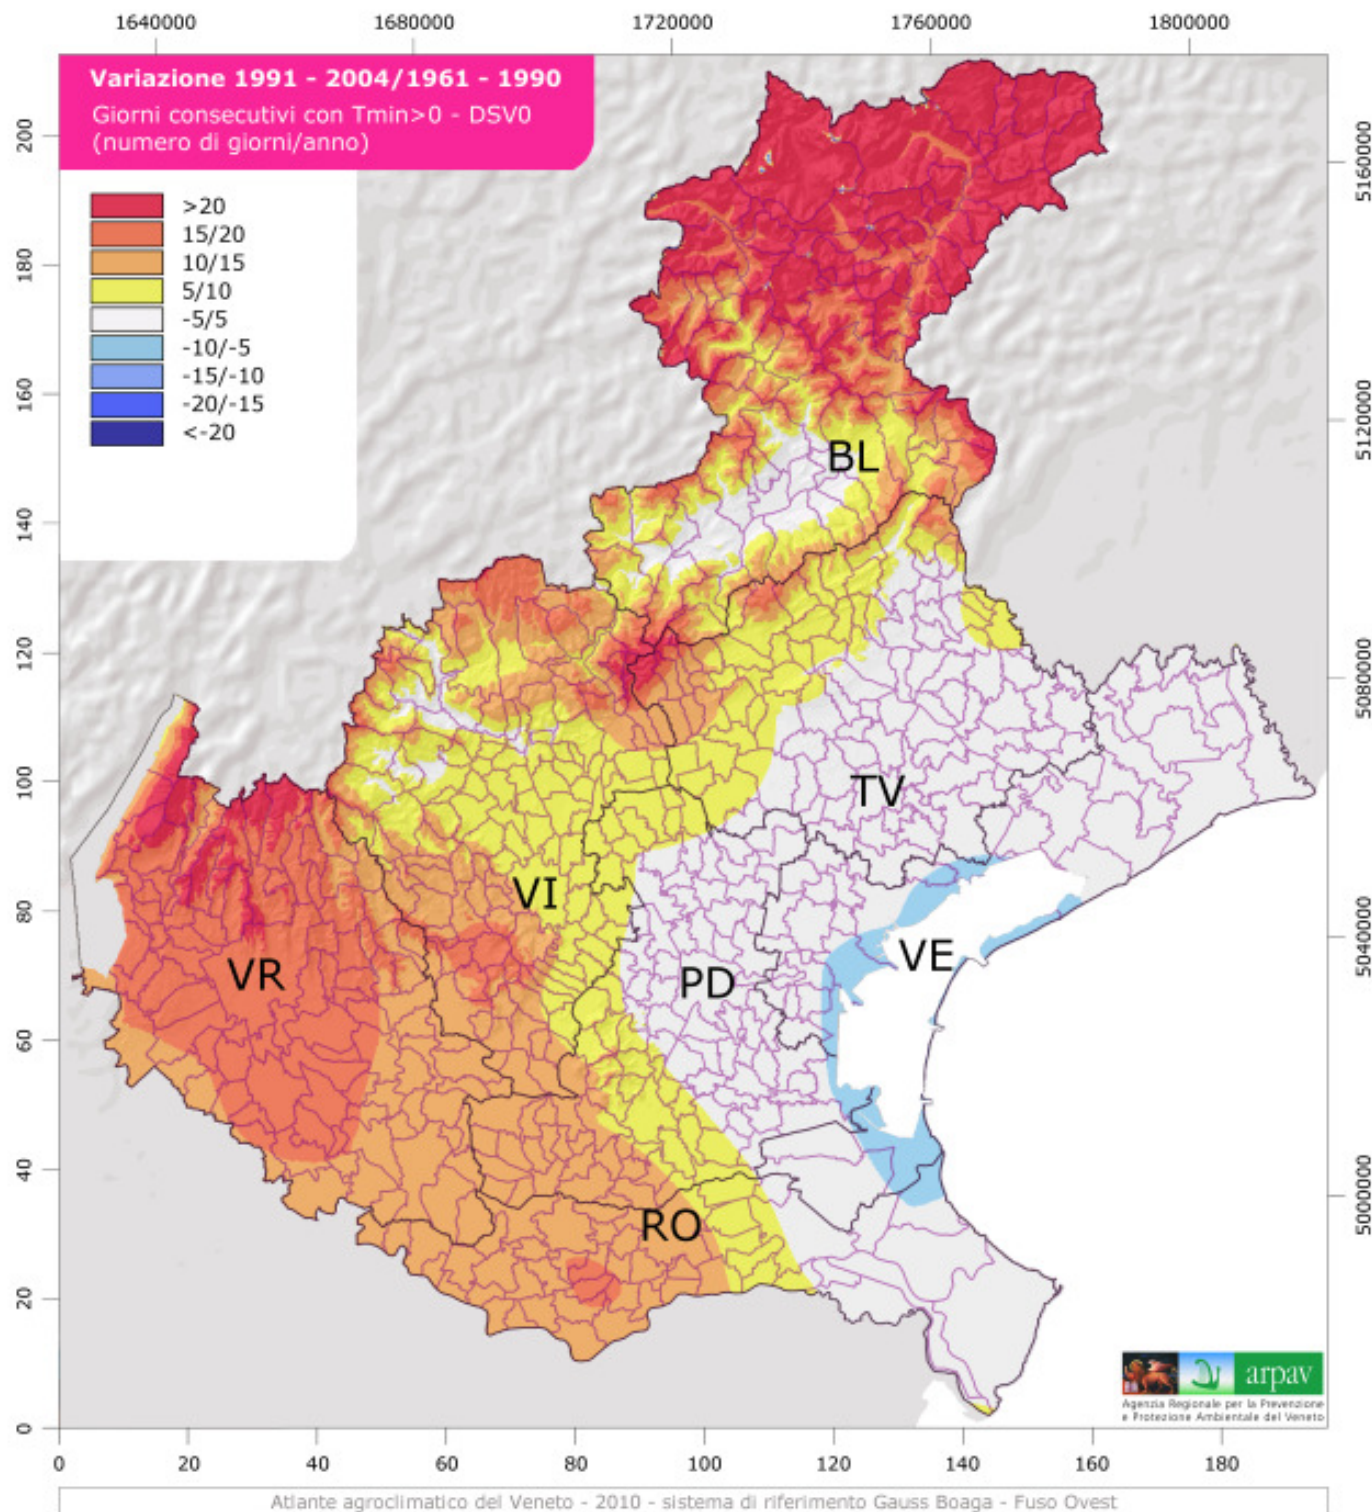 1640000 1680000 1720000 1760000 1800000
Variazione 1991 - 2004/1961 - 1990
Giorni consecutivi con Tmin>0 - DSV0
(numero di giorni/anno)
>20
15/20
10/15
5/10
-5/5
-10/-5
-15/-10
-20/-15
<-20
200
180
160
140
120
100
80
60
40
20
0
5160000
5120000
5080000
5040000
5000000
BL
TV
VI
VE
VR
PD
RO
arpav
Agenzia Regionale per la Prevenzione
e Protezione Ambientale del Veneto
0 20 40 60 80 100 120 140 160 180
Atlante agroclimatico del Veneto - 2010 - sistema di riferimento Gauss Boaga - Fuso Ovest